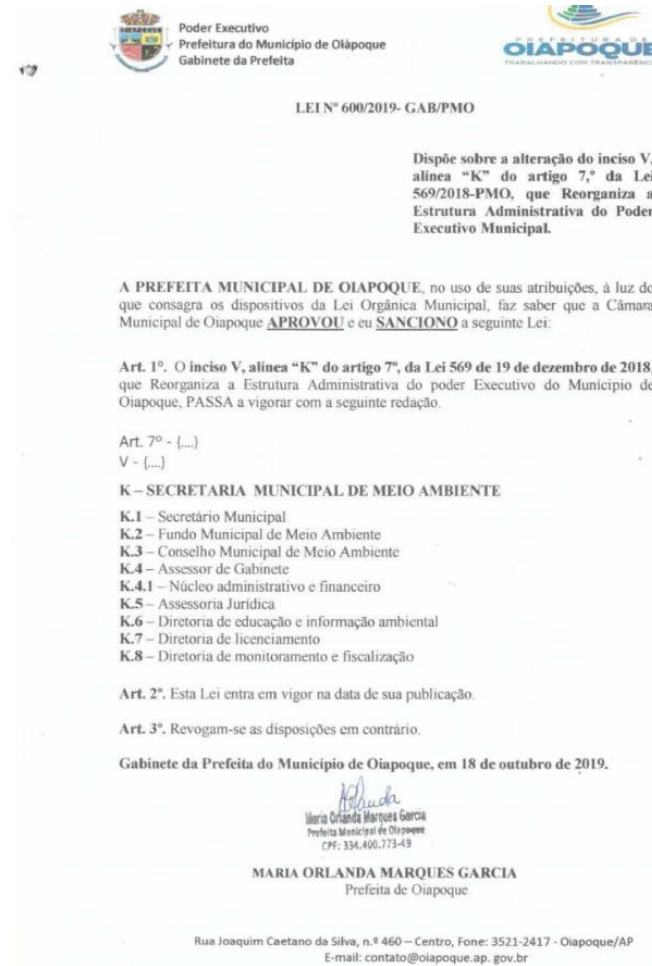 Poder Executivo
Prefeitura do Município de Oiàpoque
Gabinete da Prefeita
PREFEITURA DE
OIAPOQUE
TRABALHANDO COM TRANSPARÊNCI
LEI Nº 600/2019- GAB/PMO
Dispõe sobre a alteração do inciso V,
alínea “K” do artigo 7,º da Lei
569/2018-PMO, que Reorganiza a
Estrutura Administrativa do Poder
Executivo Municipal.
A PREFEITA MUNICIPAL DE OIAPOQUE, no uso de suas atribuições, à luz do
que consagra os dispositivos da Lei Orgânica Municipal, faz saber que a Câmara
Municipal de Oiapoque APROVOU e eu SANCIONO a seguinte Lei:
Art. 1º. O inciso V, alínea “K” do artigo 7º, da Lei 569 de 19 de dezembro de 2018,
que Reorganiza a Estrutura Administrativa do poder Executivo do Município de
Oiapoque, PASSA a vigorar com a seguinte redação.
Art. 7º - {....}
V - {....}
K – SECRETARIA MUNICIPAL DE MEIO AMBIENTE
K.1 – Secretário Municipal
K.2 – Fundo Municipal de Meio Ambiente
K.3 – Conselho Municipal de Meio Ambiente
K.4 – Assessor de Gabinete
K.4.1 – Núcleo administrativo e financeiro
K.5 – Assessoria Jurídica
K.6 – Diretoria de educação e informação ambiental
K.7 – Diretoria de licenciamento
K.8 – Diretoria de monitoramento e fiscalização
Art. 2º. Esta Lei entra em vigor na data de sua publicação.
Art. 3º. Revogam-se as disposições em contrário.
Gabinete da Prefeita do Município de Oiapoque, em 18 de outubro de 2019.
Maria Orlanda Marques Garcia
Prefeita Municipal de Oiapoque
CPF: 334.400.773-49
MARIA ORLANDA MARQUES GARCIA
Prefeita de Oiapoque
Rua Joaquim Caetano da Silva, n.º 460 – Centro, Fone: 3521-2417 - Oiapoque/AP
E-mail: contato@oiapoque.ap. gov.br